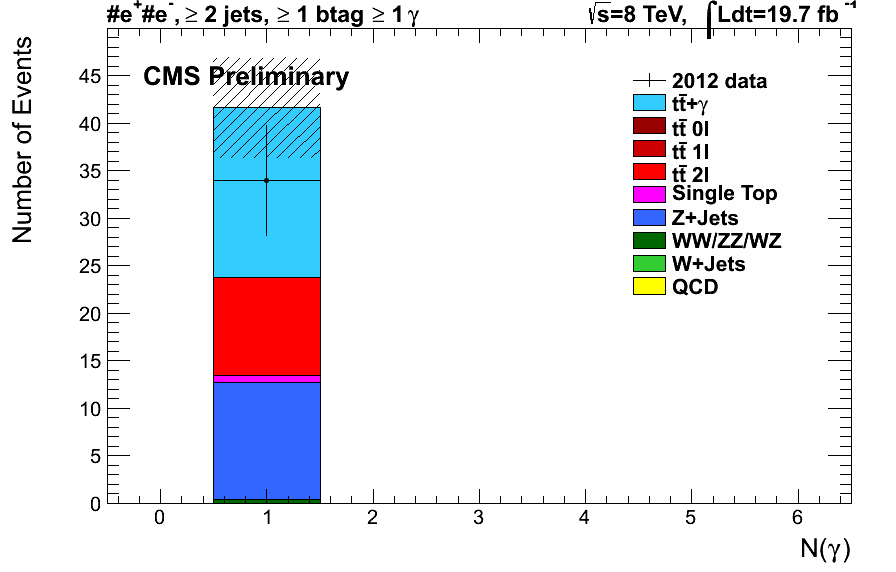 #e⁺#e⁻, ≥ 2 jets, ≥ 1 btag ≥ 1 γ √s=8 TeV, ∫Ldt=19.7 fb⁻¹
Number of Events
CMS Preliminary
2012 data
tt̄+γ
tt̄ 0l
tt̄ 1l
tt̄ 2l
Single Top
Z+Jets
WW/ZZ/WZ
W+Jets
QCD
45
40
35
30
25
20
15
10
5
0
0 1 2 3 4 5 6
N(γ)